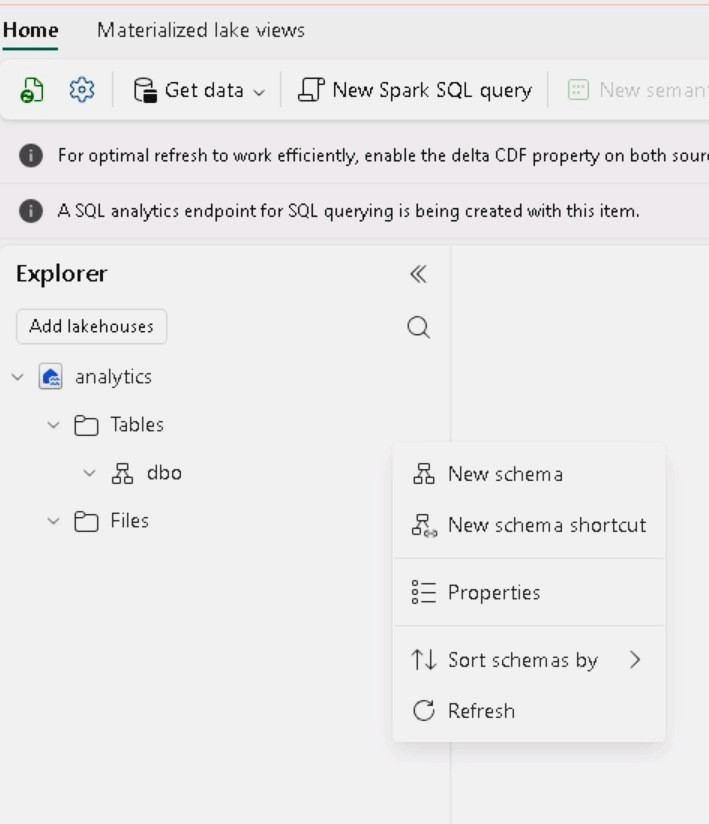 Home Materialized lake views
Get data New Spark SQL query New
For optimal refresh to work efficiently, enable the delta CDF property on both
A SQL analytics endpoint for SQL querying is being created with this item.
Explorer
Add lakehouses
analytics
Tables
dbo
Files
New schema
New schema shortcut
Properties
Sort schemas by
Refresh